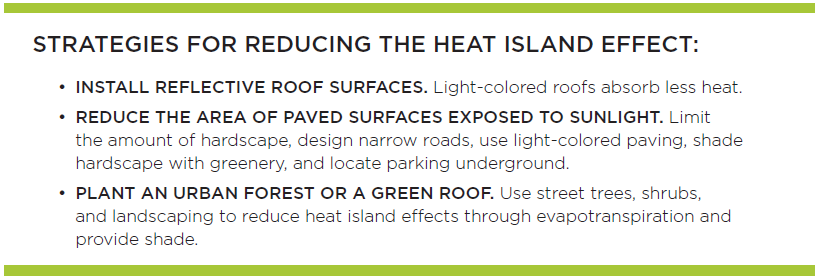 STRATEGIES FOR REDUCING THE HEAT ISLAND EFFECT:
• INSTALL REFLECTIVE ROOF SURFACES. Light-colored roofs absorb less heat.
• REDUCE THE AREA OF PAVED SURFACES EXPOSED TO SUNLIGHT. Limit
the amount of hardscape, design narrow roads, use light-colored paving, shade
hardscape with greenery, and locate parking underground.
• PLANT AN URBAN FOREST OR A GREEN ROOF. Use street trees, shrubs,
and landscaping to reduce heat island effects through evapotranspiration and
provide shade.